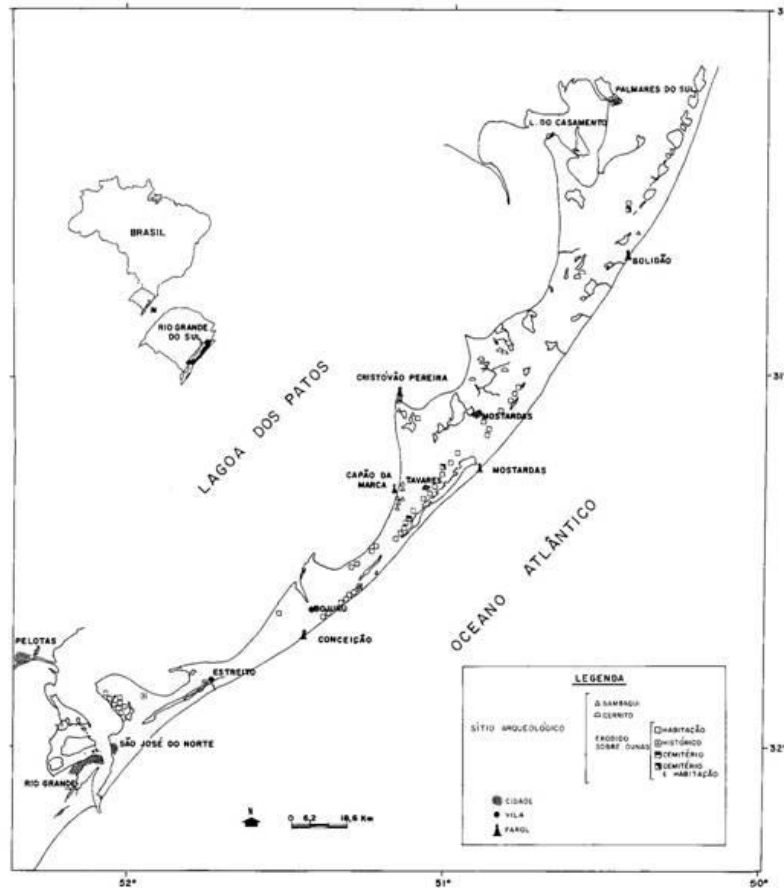 PALMARES DO SUL
L. DO CASAMENTO
BRASIL
SOLIDÃO
RIO GRANDE
DO SUL
CRISTÓVÃO PEREIRA
31°
LAGOA DOS PATOS
MOSTARDAS
CAPÃO DA
MARCA
TAVARES
MOSTARDAS
OCEANO ATLÂNTICO
BOJURÚ
CONCEIÇÃO
PELOTAS
ESTREITO
SÃO JOSÉ DO NORTE
RIO GRANDE
LEGENDA
SÍTIO ARQUEOLÓGICO
SAMBAQUI
CERRITO
ERODIDO
SOBRE DUNAS
HABITAÇÃO
HISTÓRICO
CEMITÉRIO
CEMITÉRIO
E HABITAÇÃO
CIDADE
VILA
FAROL
N
0 6,2 18,6 Km
32°
52°
51°
50°